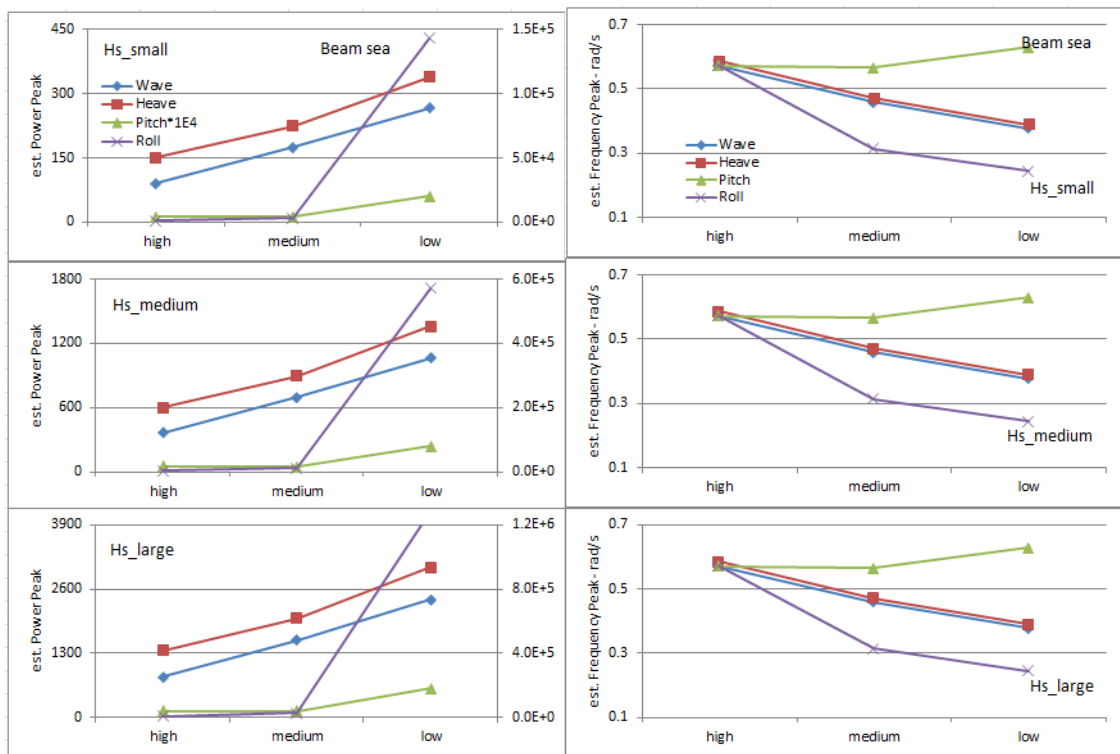 450
1.5E+5
Hs_small
Beam sea
Wave
Heave
Pitch*1E4
Roll
300
1.0E+5
150
5.0E+4
0
0.0E+0
est. Power Peak
high medium low
0.7
Beam sea
0.5
0.3
0.1
Wave
Heave
Pitch
Roll
Hs_small
est. Frequency Peak - rad/s
high medium low
1800
6.0E+5
Hs_medium
1200
4.0E+5
600
2.0E+5
0
0.0E+0
est. Power Peak
high medium low
0.7
0.5
0.3
0.1
Hs_medium
est. Frequency Peak - rad/s
high medium low
3900
1.2E+6
Hs_large
2600
8.0E+5
1300
4.0E+5
0
0.0E+0
est. Power Peak
high medium low
0.7
0.5
0.3
0.1
Hs_large
est. Frequency Peak - rad/s
high medium low